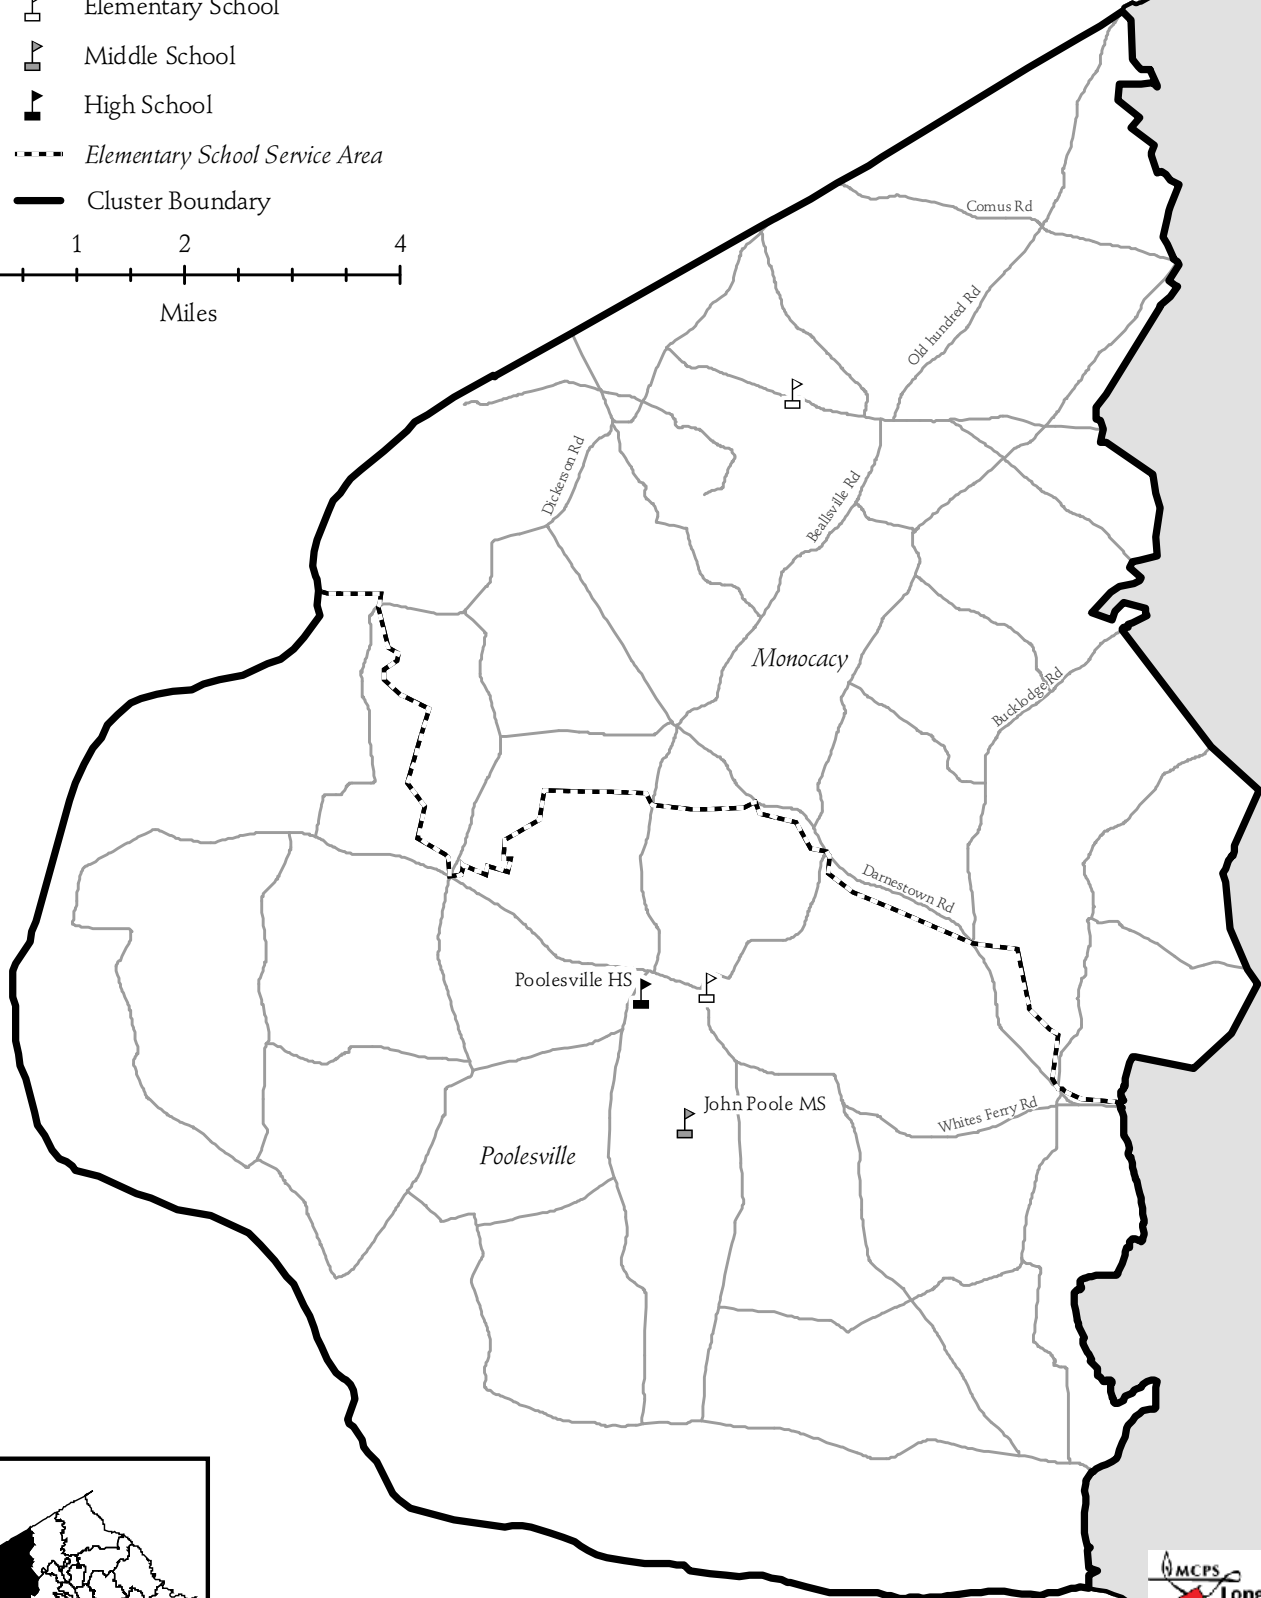 Elementary School
Middle School
High School
Elementary School Service Area
Cluster Boundary
1 2 4
Miles
Comus Rd
Old hundred Rd
Dickerson Rd
Beallsville Rd
Monocacy
Bucklodge Rd
Darnestown Rd
Poolesville HS
John Poole MS
Whites Ferry Rd
Poolesville
MCPS
Long